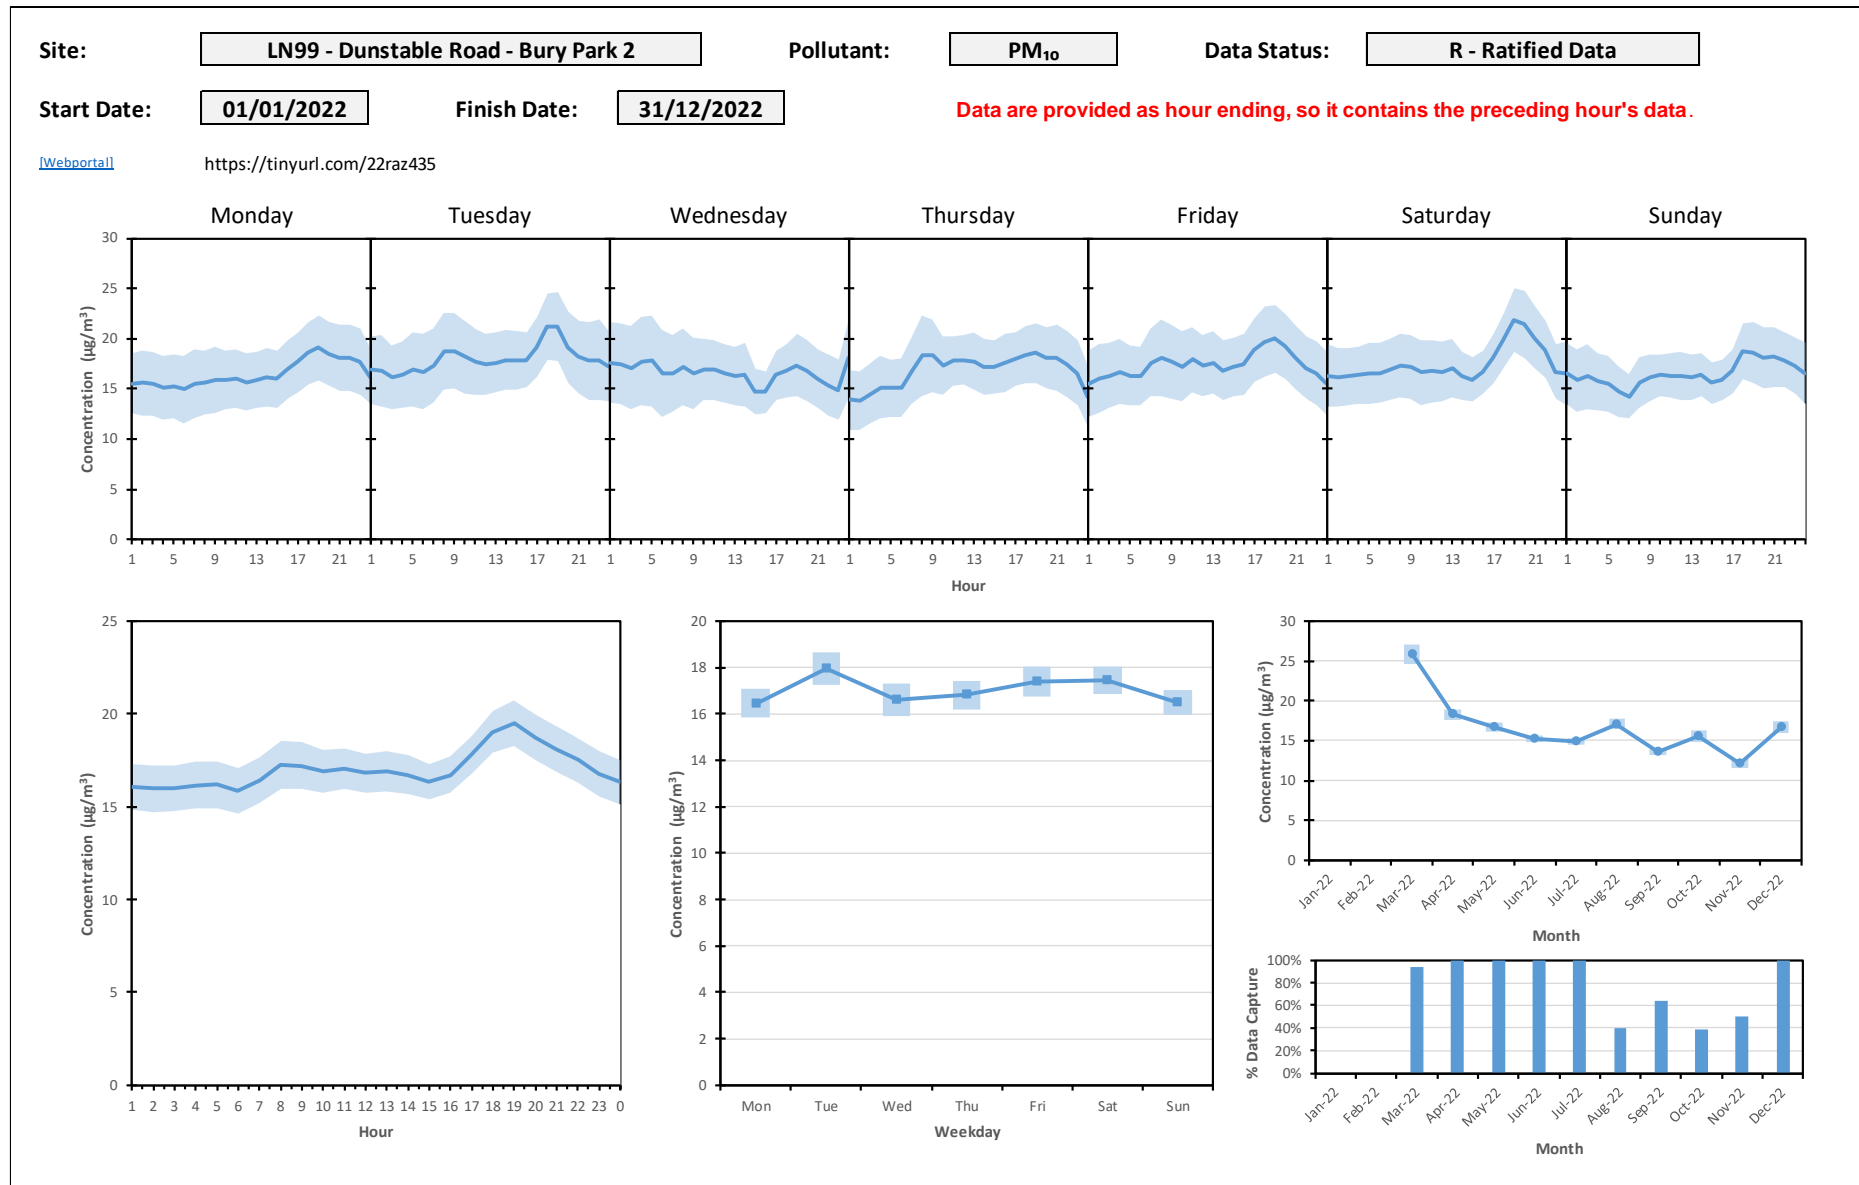 Site: LN99 - Dunstable Road - Bury Park 2 Pollutant: PM₁₀ Data Status: R - Ratified Data
Start Date: 01/01/2022 Finish Date: 31/12/2022 Data are provided as hour ending, so it contains the preceding hour's data.
[Webportal] https://tinyurl.com/22raz435
Monday Tuesday Wednesday Thursday Friday Saturday Sunday
Concentration (µg/m³)
30
25
20
15
10
5
0
1 5 9 13 17 21 1 5 9 13 17 21 1 5 9 13 17 21 1 5 9 13 17 21 1 5 9 13 17 21 1 5 9 13 17 21 1 5 9 13 17 21
Hour
Concentration (µg/m³)
25
20
15
10
5
0
1 2 3 4 5 6 7 8 9 10 11 12 13 14 15 16 17 18 19 20 21 22 23 0
Hour
Concentration (µg/m³)
20
18
16
14
12
10
8
6
4
2
0
Mon Tue Wed Thu Fri Sat Sun
Weekday
Concentration (µg/m³)
30
25
20
15
10
5
0
Jan-22 Feb-22 Mar-22 Apr-22 May-22 Jun-22 Jul-22 Aug-22 Sep-22 Oct-22 Nov-22 Dec-22
Month
% Data Capture
100%
80%
60%
40%
20%
0%
Jan-22 Feb-22 Mar-22 Apr-22 May-22 Jun-22 Jul-22 Aug-22 Sep-22 Oct-22 Nov-22 Dec-22
Month